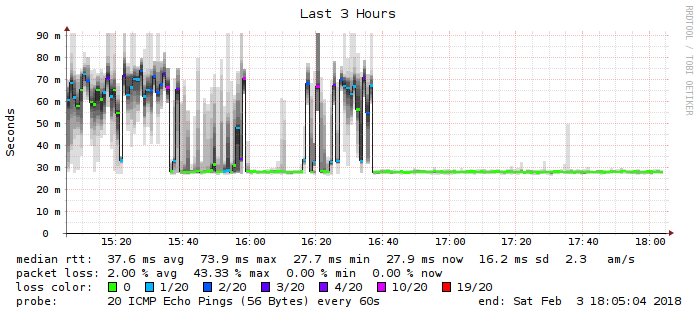 Last 3 Hours
RRDTOOL / TOBI OETIKER
Seconds
90 m
80 m
70 m
60 m
50 m
40 m
30 m
20 m
10 m
0
15:20 15:40 16:00 16:20 16:40 17:00 17:20 17:40 18:00
median rtt: 37.6 ms avg 73.9 ms max 27.7 ms min 27.9 ms now 16.2 ms sd 2.3 am/s
packet loss: 2.00 % avg 43.33 % max 0.00 % min 0.00 % now
loss color: 0 1/20 2/20 3/20 4/20 10/20 19/20
probe: 20 ICMP Echo Pings (56 Bytes) every 60s end: Sat Feb 3 18:05:04 2018